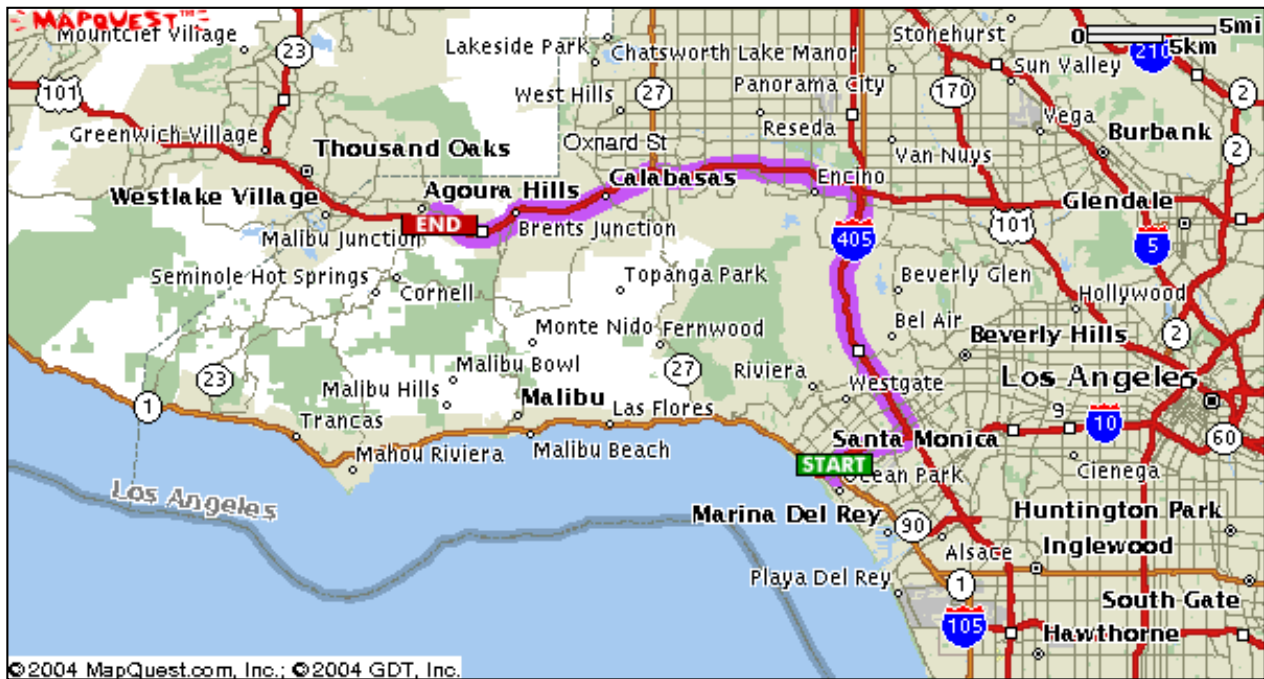 MAPQUEST™
Mountclef Village
23
Lakeside Park
Chatsworth Lake Manor
Stonehurst
0
5mi
5km
210
Sun Valley
101
West Hills
27
Panorama City
170
2
Greenwich Village
Oxnard St
Reseda
Vega
Burbank
Thousand Oaks
Van Nuys
2
Westlake Village
Agoura Hills
Calabasas
Encino
Glendale
END
Brents Junction
405
101
5
Malibu Junction
Seminole Hot Springs
Cornell
Topanga Park
Beverly Glen
Hollywood
Monte Nido
Fernwood
Bel Air
Beverly Hills
2
23
Malibu Bowl
27
Riviera
Westgate
Los Angeles
1
Malibu Hills
Malibu
Las Flores
9
10
60
Trancas
Santa Monica
Mahou Riviera
Malibu Beach
START
Ocean Park
Cienega
Los Angeles
Marina Del Rey
90
Huntington Park
Alsace
Inglewood
Playa Del Rey
1
South Gate
105
Hawthorne
©2004 MapQuest.com, Inc.; ©2004 GDT, Inc.